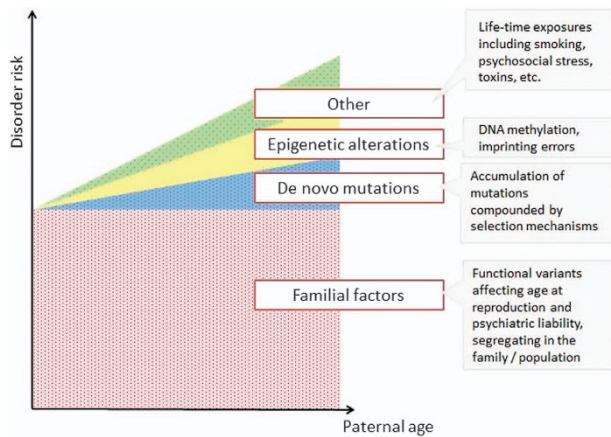 Disorder risk
Life-time exposures
including smoking,
psychosocial stress,
toxins, etc.
Other
Epigenetic alterations
DNA methylation,
imprinting errors
De novo mutations
Accumulation of
mutations
compounded by
selection mechanisms
Familial factors
Functional variants
affecting age at
reproduction and
psychiatric liability,
segregating in the
family / population
Paternal age